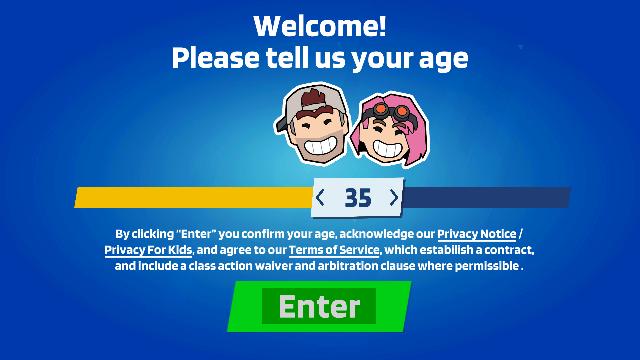 Welcome!
Please tell us your age
< 35 >
By clicking "Enter" you confirm your age, acknowledge our Privacy Notice /
Privacy For Kids, and agree to our Terms of Service, which establish a contract,
and include a class action waiver and arbitration clause where permissible.
Enter